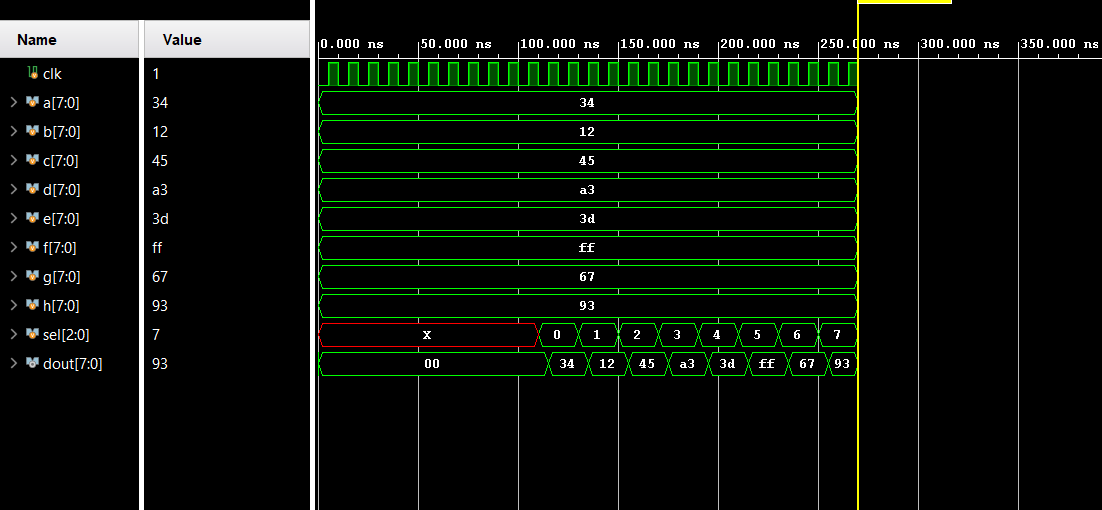 Name Value 0.000 ns 50.000 ns 100.000 ns 150.000 ns 200.000 ns 250.000 ns 300.000 ns 350.000 ns
clk 1
a[7:0] 34 34
b[7:0] 12 12
c[7:0] 45 45
d[7:0] a3 a3
e[7:0] 3d 3d
f[7:0] ff ff
g[7:0] 67 67
h[7:0] 93 93
sel[2:0] 7 X 0 1 2 3 4 5 6 7
dout[7:0] 93 00 34 12 45 a3 3d ff 67 93